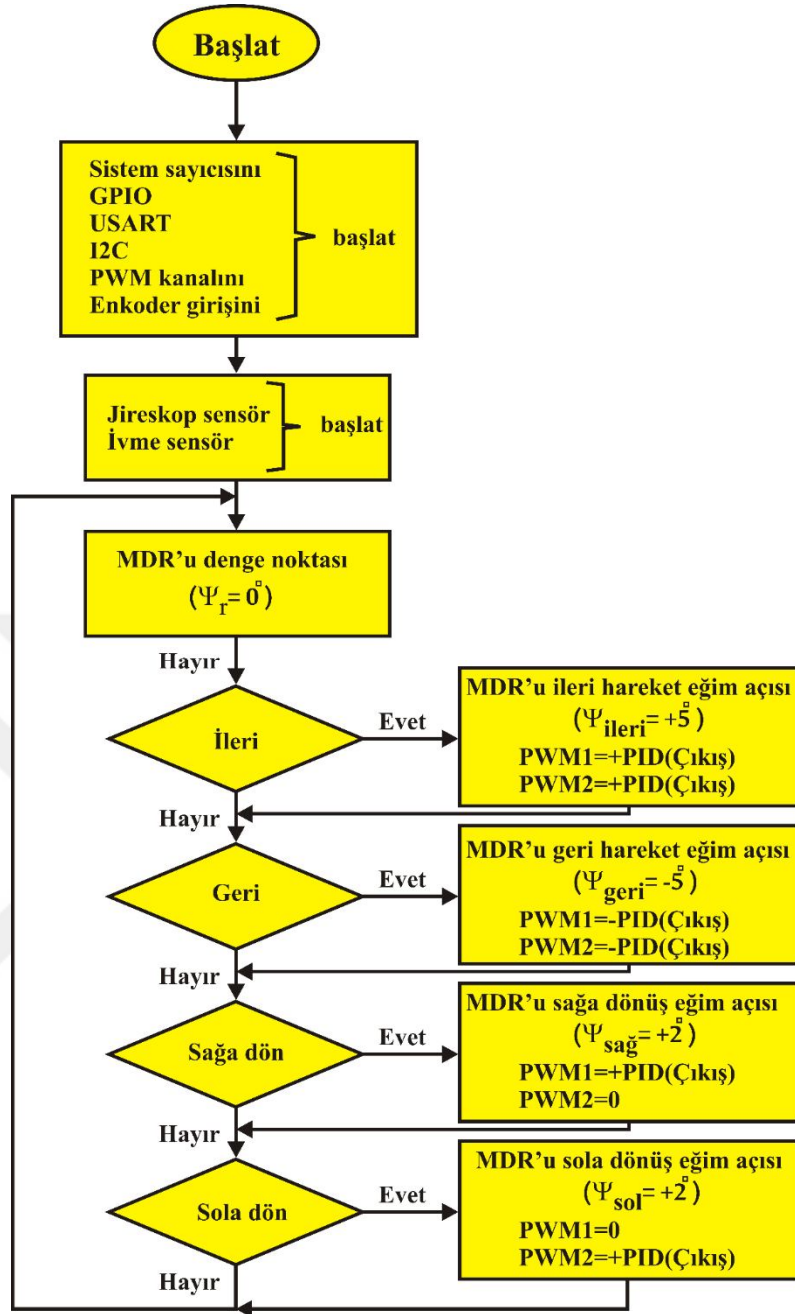 Başlat
Sistem sayıcısını
GPIO
USART
I2C
PWM kanalını
Enkoder girişini
başlat
Jireskop sensör
İvme sensör
başlat
MDR'u denge noktası
(Ψr= 0°)
Hayır
İleri
Evet
MDR'u ileri hareket eğim açısı
(Ψileri= +5°)
PWM1=+PID(Çıkış)
PWM2=+PID(Çıkış)
Hayır
Geri
Evet
MDR'u geri hareket eğim açısı
(Ψgeri= -5°)
PWM1=-PID(Çıkış)
PWM2=-PID(Çıkış)
Hayır
Sağa dön
Evet
MDR'u sağa dönüş eğim açısı
(Ψsağ= +2°)
PWM1=+PID(Çıkış)
PWM2=0
Hayır
Sola dön
Evet
MDR'u sola dönüş eğim açısı
(Ψsol= +2°)
PWM1=0
PWM2=+PID(Çıkış)
Hayır